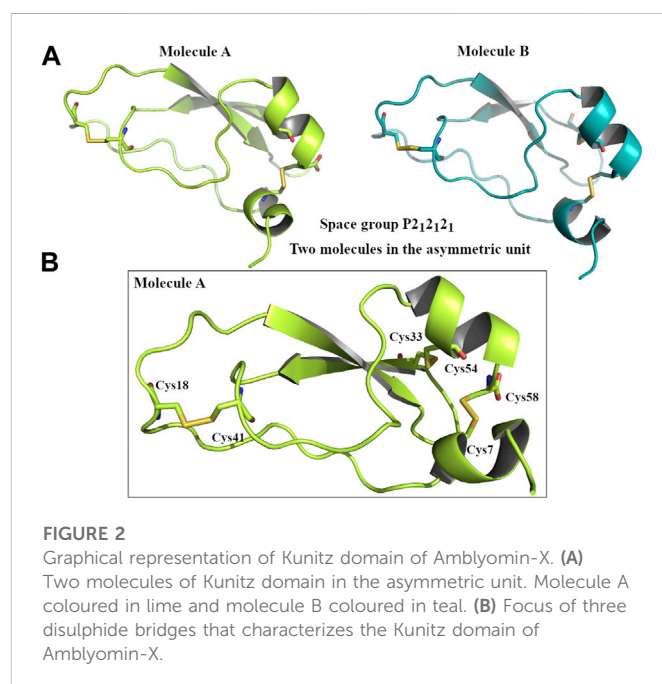 A
Molecule A
Molecule B
Space group P2₁2₁2₁
Two molecules in the asymmetric unit
B
Molecule A
Cys33
Cys54
Cys18
Cys58
Cys41
Cys7
FIGURE 2
Graphical representation of Kunitz domain of Amblyomin-X. (A)
Two molecules of Kunitz domain in the asymmetric unit. Molecule A
coloured in lime and molecule B coloured in teal. (B) Focus of three
disulphide bridges that characterizes the Kunitz domain of
Amblyomin-X.